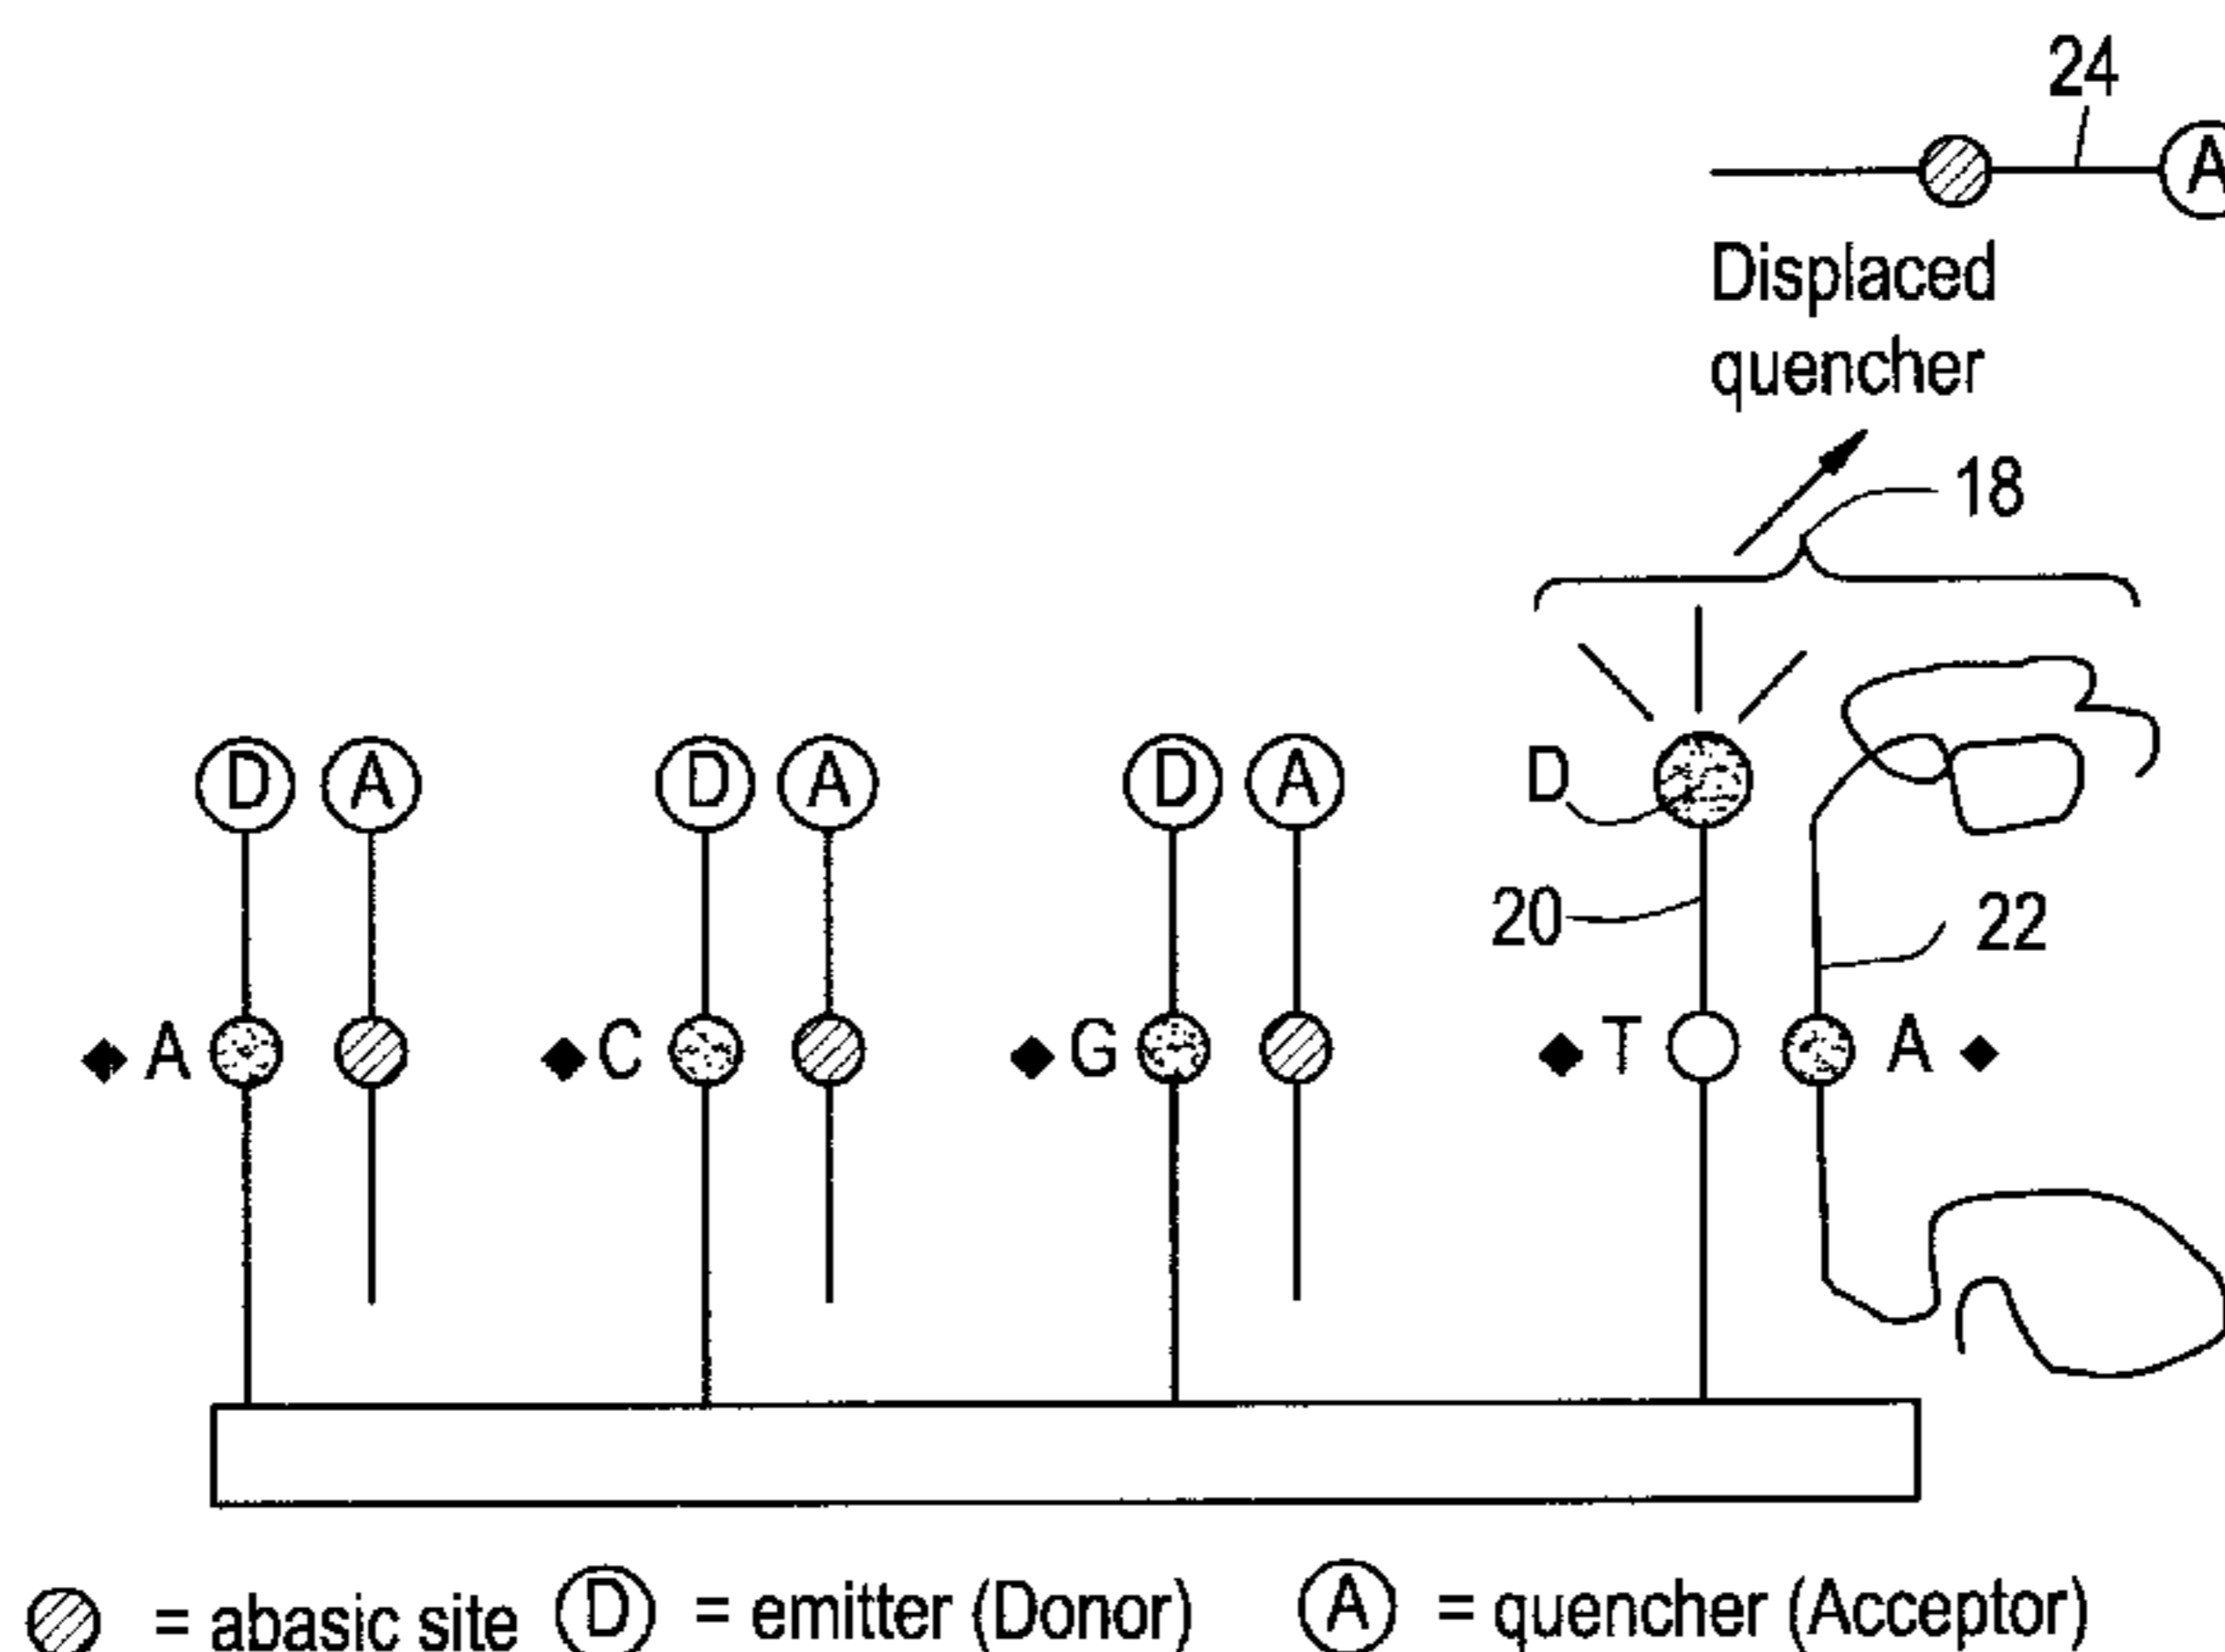 24
A
Displaced
quencher
18
D A D A D A D
20 22
◆ A ◆ C ◆ G ◆ T A ◆
= abasic site D = emitter (Donor) A = quencher (Acceptor)